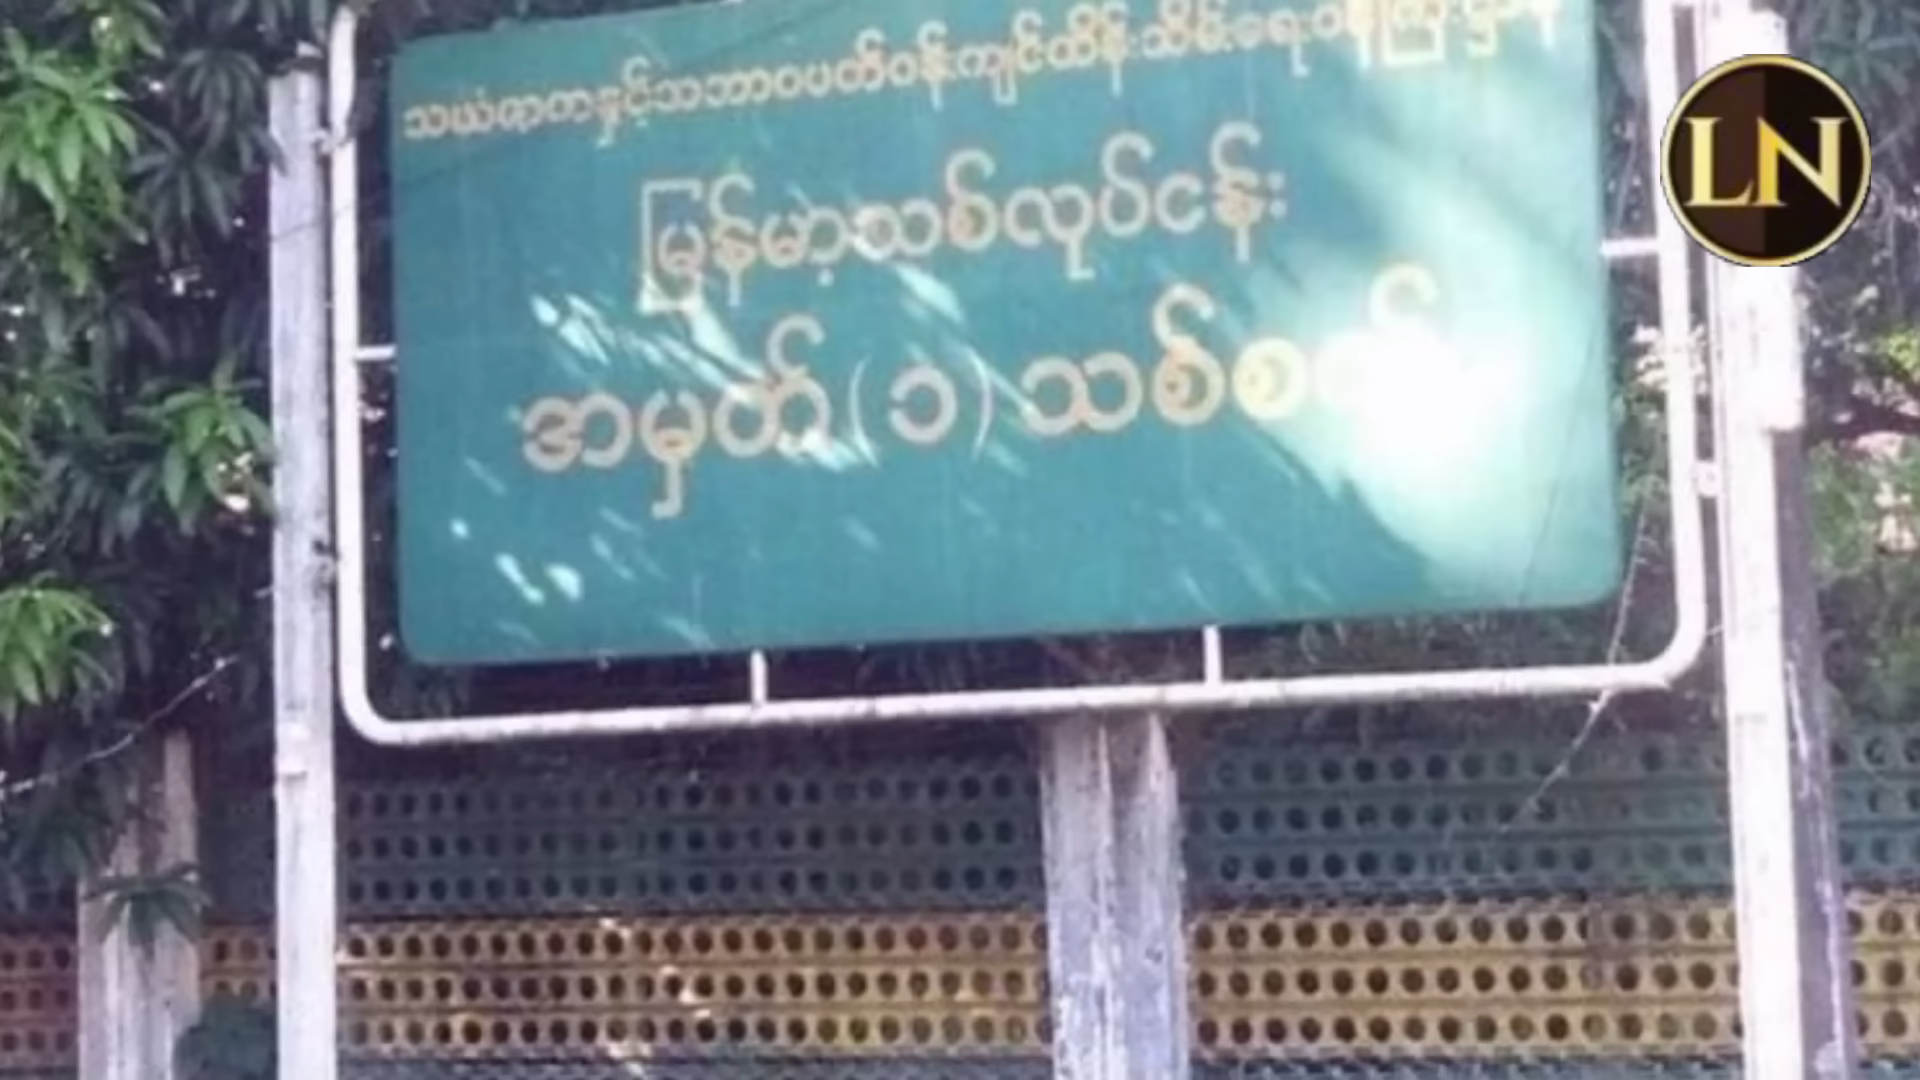 သယံဇာတနှင့်သဘာဝပတ်ဝန်းကျင်ထိန်းသိမ်းရေးဝန်ကြီးဌာန
မြန်မာ့သစ်လုပ်ငန်း
အမှတ်(၁)သစ်စက်
LN